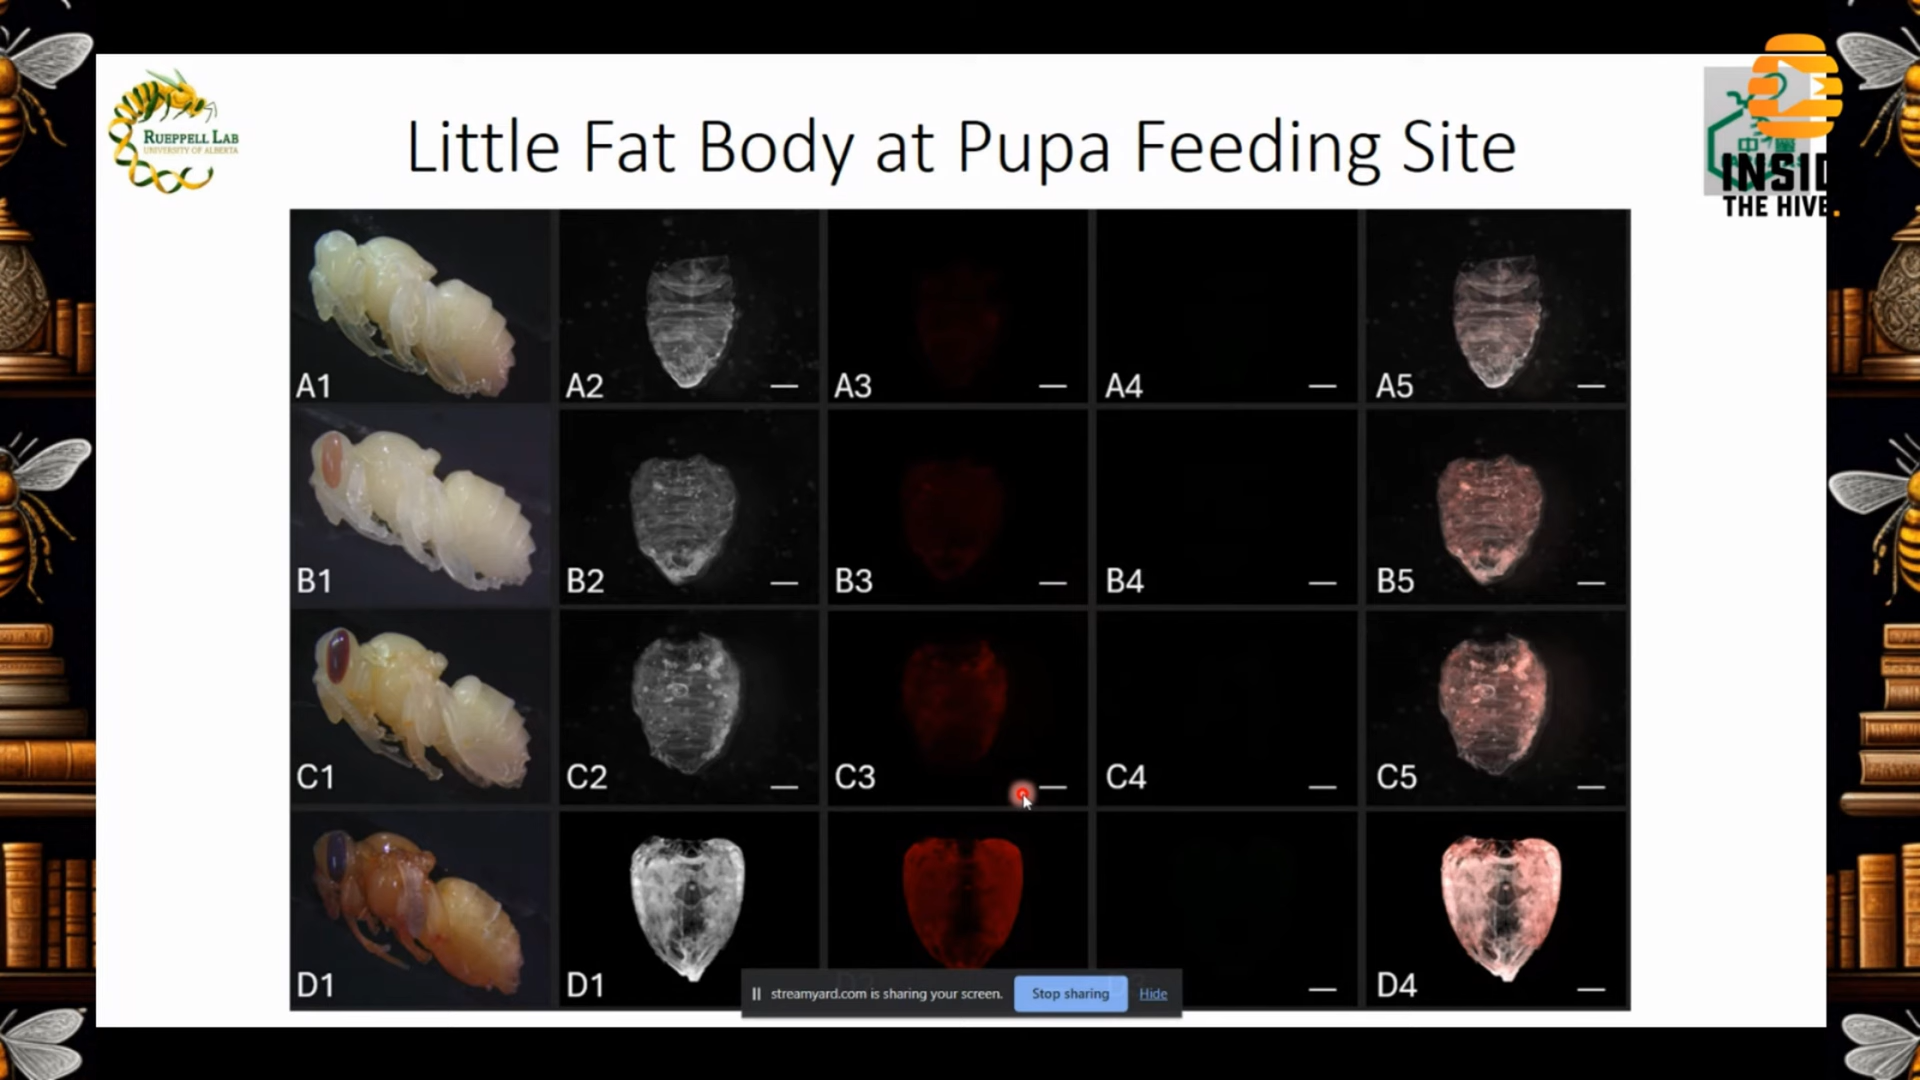 RUEPPELL LAB
UNIVERSITY OF ALBERTA
Little Fat Body at Pupa Feeding Site
INSID
THE HIVE.
A1
A2
A3
A4
A5
B1
B2
B3
B4
B5
C1
C2
C3
C4
C5
D1
D1
D4
streamyard.com is sharing your screen.
Stop sharing
Hide